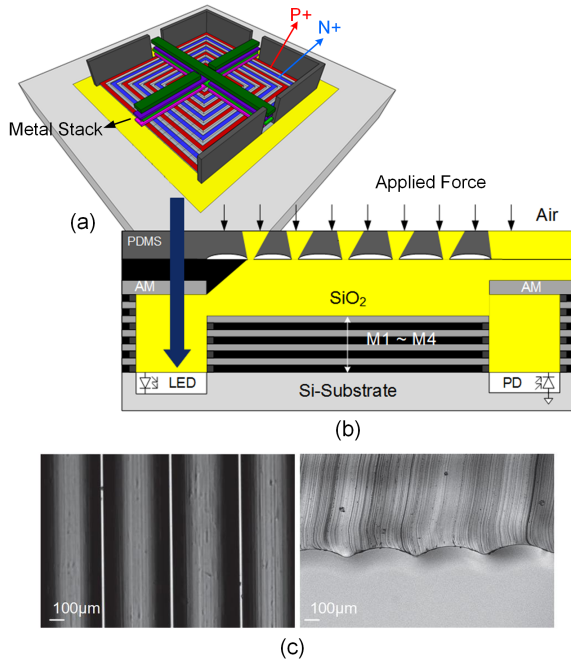 P+
N+
Metal Stack
(a)
Applied Force
Air
PDMS
AM
AM
SiO₂
M1 ~ M4
LED
PD
Si-Substrate
(b)
100μm
100μm
(c)